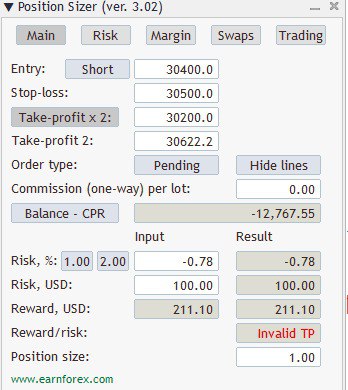 Position Sizer (ver. 3.02)
Main Risk Margin Swaps Trading
Entry: Short 30400.0
Stop-loss: 30500.0
Take-profit x 2: 30200.0
Take-profit 2: 30622.2
Order type: Pending Hide lines
Commission (one-way) per lot: 0.00
Balance - CPR -12,767.55
Input Result
Risk, %: 1.00 2.00 -0.78 -0.78
Risk, USD: 100.00 100.00
Reward, USD: 211.10 211.10
Reward/risk: Invalid TP
Position size: 1.00
www.earnforex.com